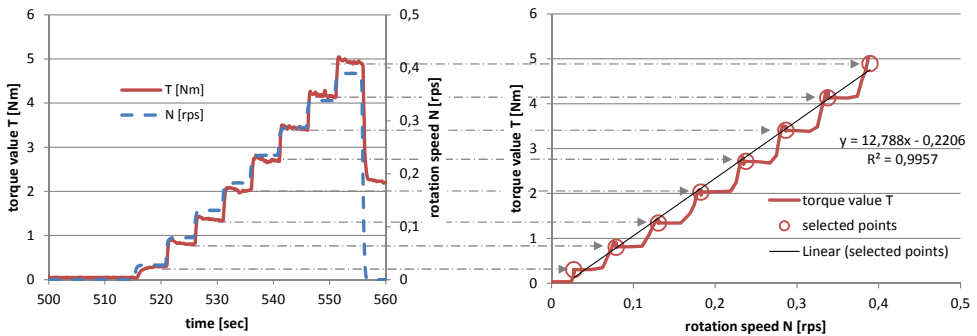 torque value T [Nm]
6
5
4
3
2
1
0
T [Nm]
N [rps]
500
510
520
530
540
550
560
time [sec]
0,5
0,4
0,3
0,2
0,1
0
rotation speed N [rps]
torque value T [Nm]
6
5
4
3
2
1
0
y = 12,788x - 0,2206
R² = 0,9957
torque value T
selected points
Linear (selected points)
0
0,1
0,2
0,3
0,4
0,5
rotation speed N [rps]